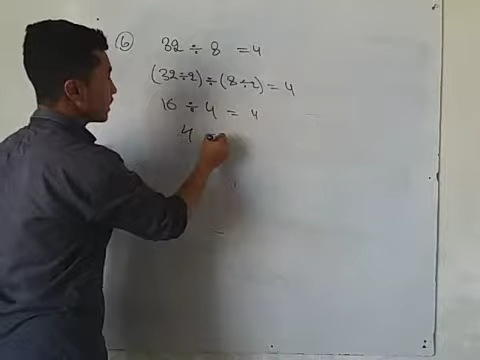 ⑥ 32 ÷ 8 = 4
(32÷2) ÷ (8÷2) = 4
16 ÷ 4 = 4
4 =